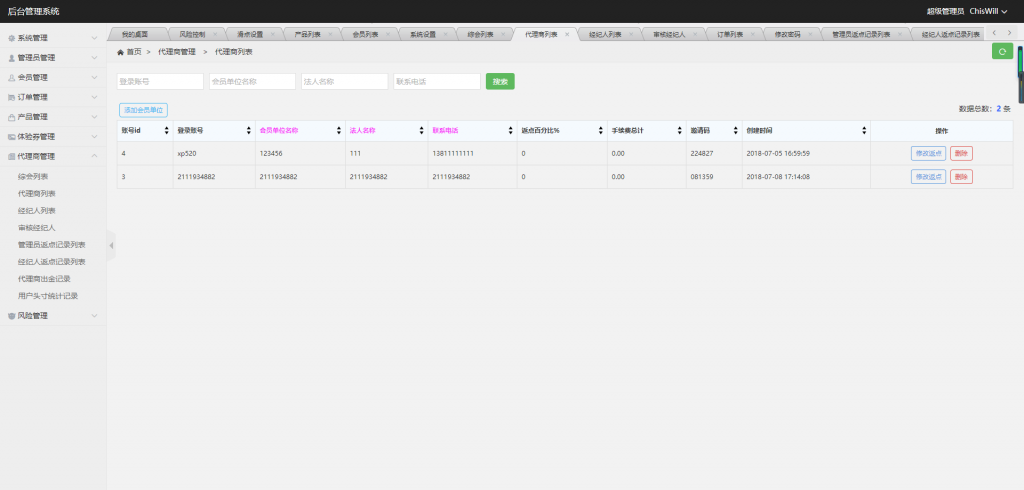 后台管理系统
超级管理员 ChisWill
系统管理
管理员管理
会员管理
订单管理
产品管理
体验券管理
代理商管理
综会列表
代理商列表
经纪人列表
审核经纪人
管理员返点记录列表
经纪人返点记录列表
代理商出金记录
用户头寸统计记录
风险管理
我的桌面 风险控制 滑点设置 产品列表 会员列表 系统设置 综会列表 代理商列表 经纪人列表 审核经纪人 订单列表 修改密码 管理员返点记录列表 经纪人返点记录列表
首页 > 代理商管理 > 代理商列表
登录账号 会员单位名称 法人名称 联系电话 搜索
添加会员单位 数据总数：2 条
账号id 登录账号 会员单位名称 法人名称 联系电话 返点百分比% 手续费总计 邀请码 创建时间 操作
4 xp520 123456 111 13811111111 0 0.00 224827 2018-07-05 16:59:59 修改返点 删除
3 2111934882 2111934882 2111934882 2111934882 0 0.00 081359 2018-07-08 17:14:08 修改返点 删除